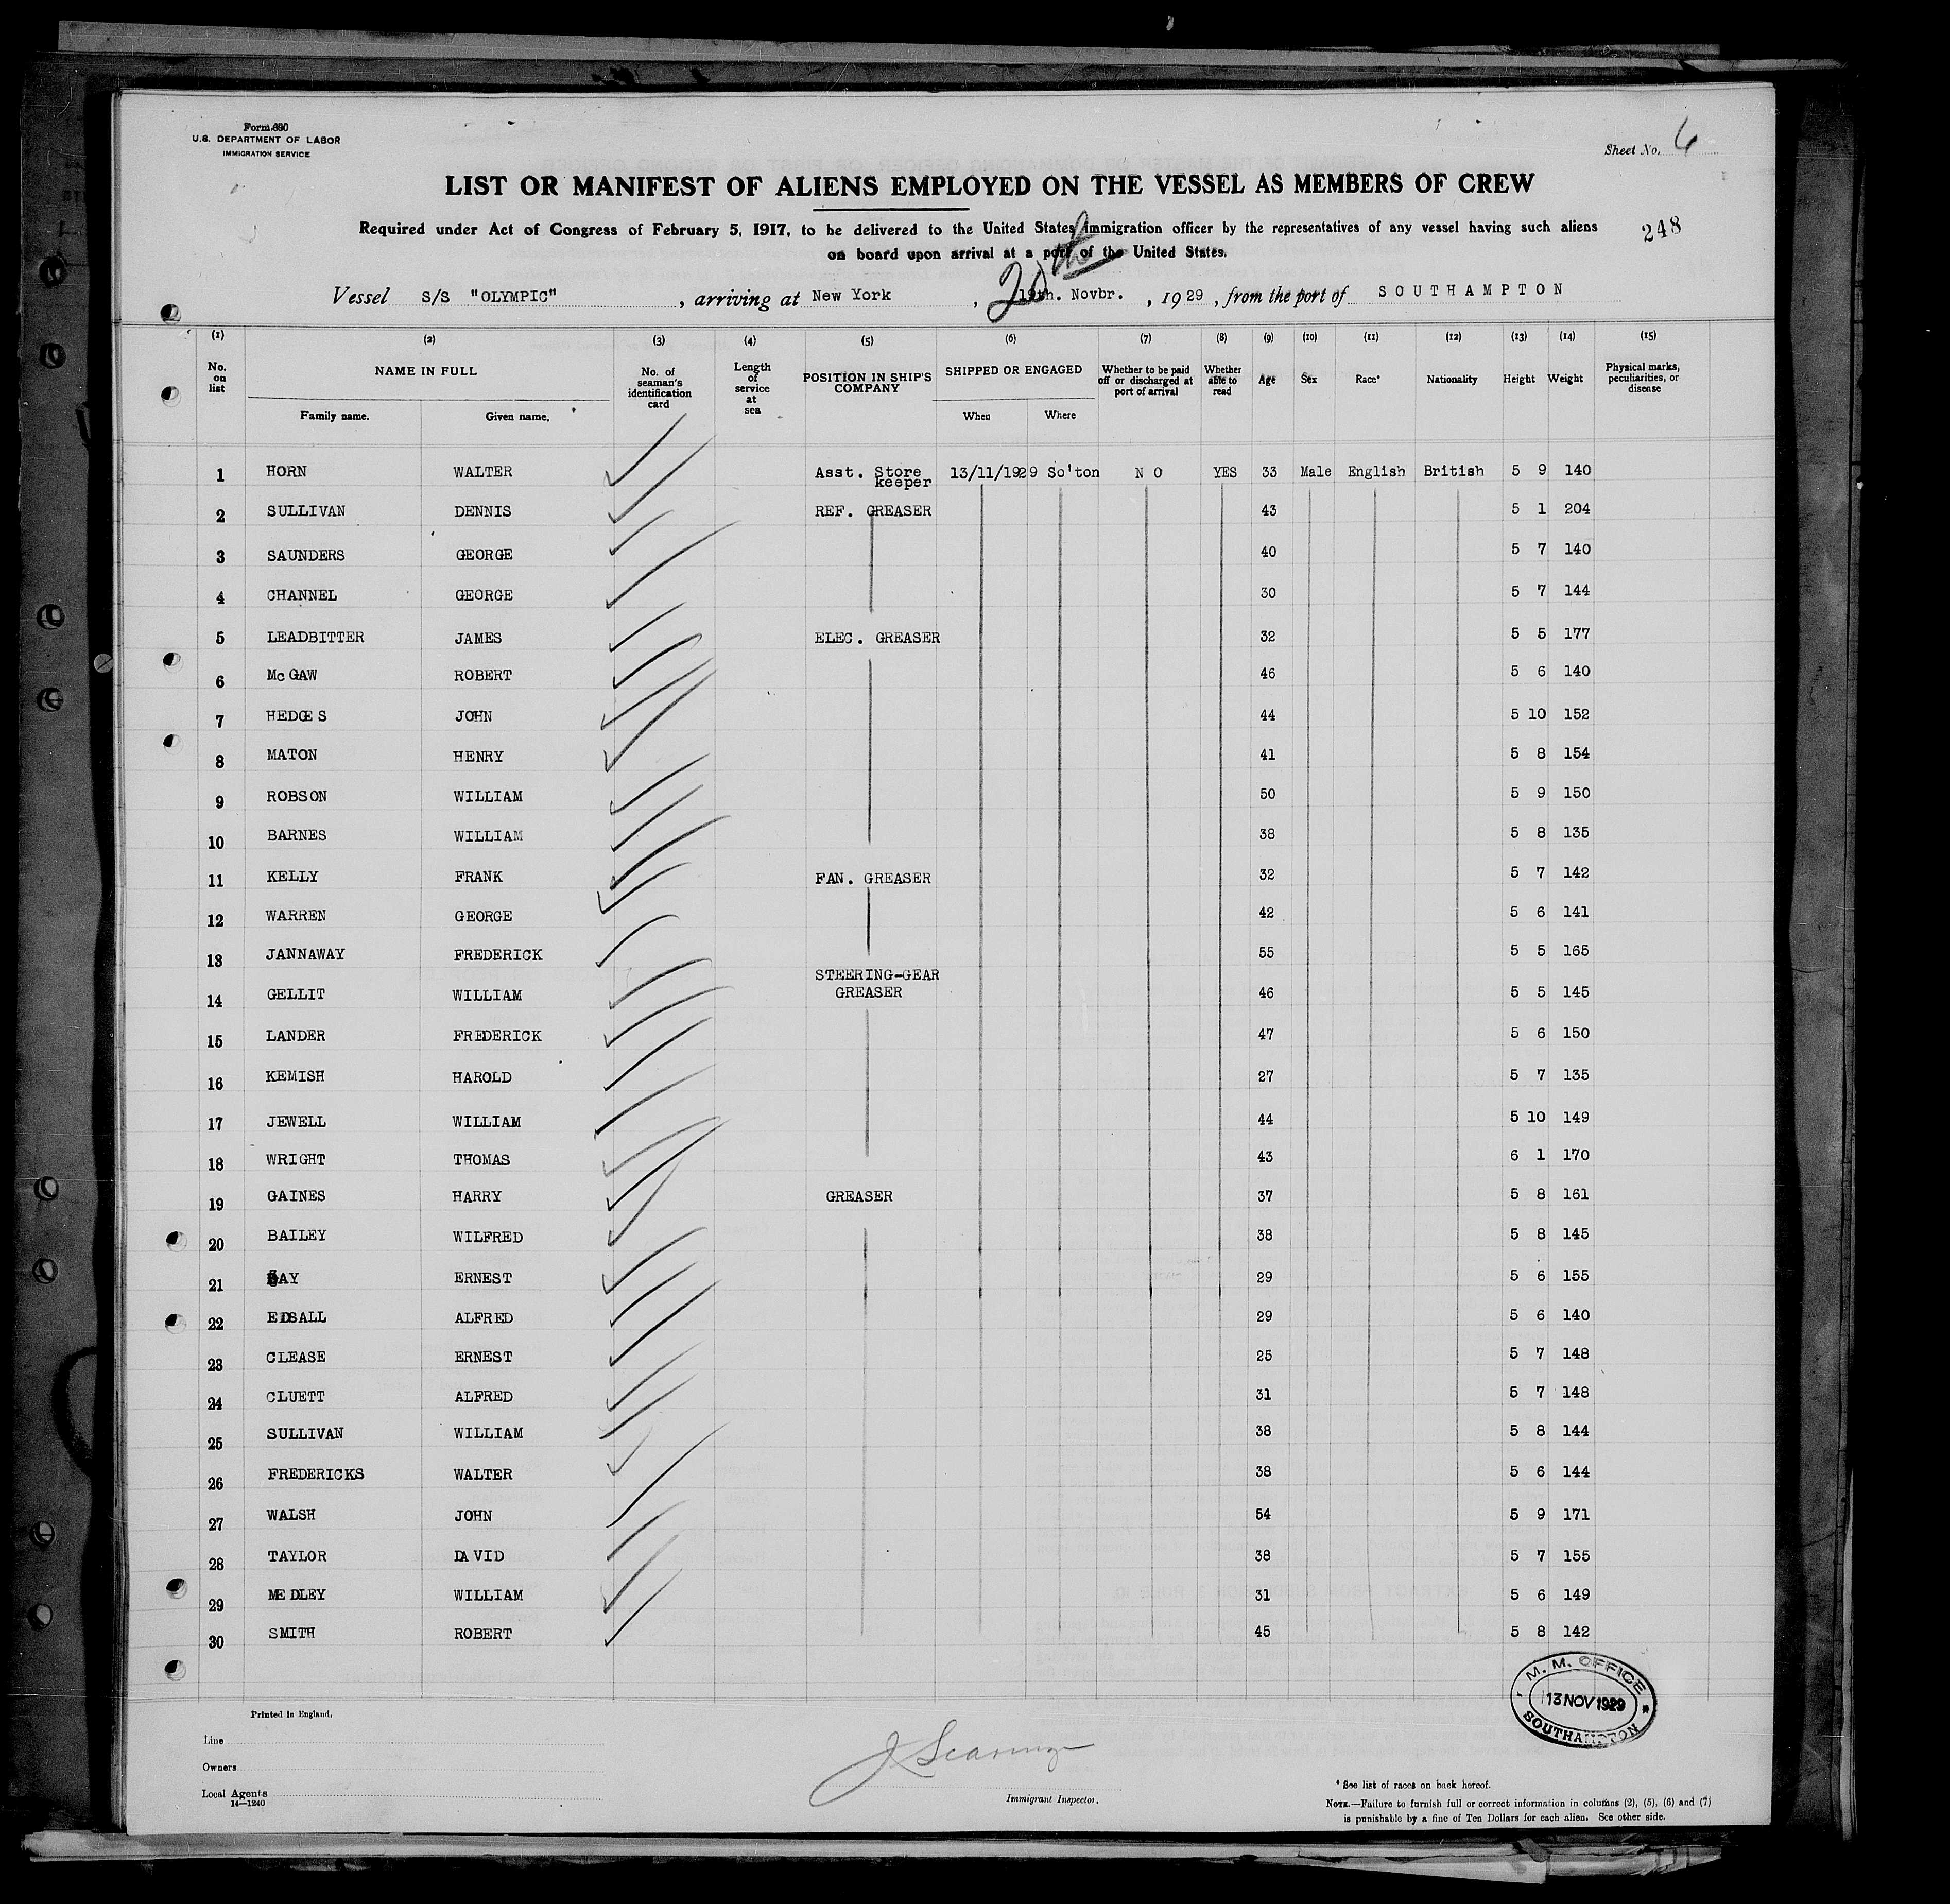 Form 680
U.S. DEPARTMENT OF LABOR
IMMIGRATION SERVICE
Sheet No. 6
LIST OR MANIFEST OF ALIENS EMPLOYED ON THE VESSEL AS MEMBERS OF CREW
Required under Act of Congress of February 5, 1917, to be delivered to the United States Immigration officer by the representatives of any vessel having such aliens
on board upon arrival at a port of the United States.
248
20th
Vessel S/S "OLYMPIC", arriving at New York, 19th. Novbr., 1929, from the port of SOUTHAMPTON
(1) (2) (3) (4) (5) (6) (7) (8) (9) (10) (11) (12) (13) (14) (15)
No. on list NAME IN FULL Family name. Given name. No. of seaman's identification card Length of service at sea POSITION IN SHIP'S COMPANY SHIPPED OR ENGAGED When Where Whether to be paid off or discharged at port of arrival Whether able to read Age Sex Race* Nationality Height Weight Physical marks, peculiarities, or disease
1 HORN WALTER Asst. Store keeper 13/11/1929 So'ton NO YES 33 Male English British 5 9 140
2 SULLIVAN DENNIS REF. GREASER 43 5 1 204
3 SAUNDERS GEORGE 40 5 7 140
4 CHANNEL GEORGE 30 5 7 144
5 LEADBITTER JAMES ELEC. GREASER 32 5 5 177
6 McGAW ROBERT 46 5 6 140
7 HEDGES JOHN 44 5 10 152
8 MATON HENRY 41 5 8 154
9 ROBSON WILLIAM 50 5 9 150
10 BARNES WILLIAM 38 5 8 135
11 KELLY FRANK FAN. GREASER 32 5 7 142
12 WARREN GEORGE 42 5 6 141
13 JANNAWAY FREDERICK 55 5 5 165
14 GELLIT WILLIAM STEERING-GEAR GREASER 46 5 5 145
15 LANDER FREDERICK 47 5 6 150
16 KEMISH HAROLD 27 5 7 135
17 JEWELL WILLIAM 44 5 10 149
18 WRIGHT THOMAS 43 6 1 170
19 GAINES HARRY GREASER 37 5 8 161
20 BAILEY WILFRED 38 5 8 145
21 ERNEST 29 5 6 155
22 EDSALL ALFRED 29 5 6 140
23 CLEASE ERNEST 25 5 7 148
24 CLUETT ALFRED 31 5 7 148
25 SULLIVAN WILLIAM 38 5 8 144
26 FREDERICKS WALTER 38 5 6 144
27 WALSH JOHN 54 5 9 171
28 TAYLOR DAVID 38 5 7 155
29 MEDLEY WILLIAM 31 5 6 149
30 SMITH ROBERT 45 5 8 142
M. M. OFFICE
13 NOV 1929
SOUTHAMPTON
Printed in England.
Line
Owners
Local Agents
14—1240
Immigrant Inspector.
* See list of races on back hereof.
NOTE.—Failure to furnish full or correct information in columns (2), (5), (6) and (7)
is punishable by a fine of Ten Dollars for each alien. See other side.